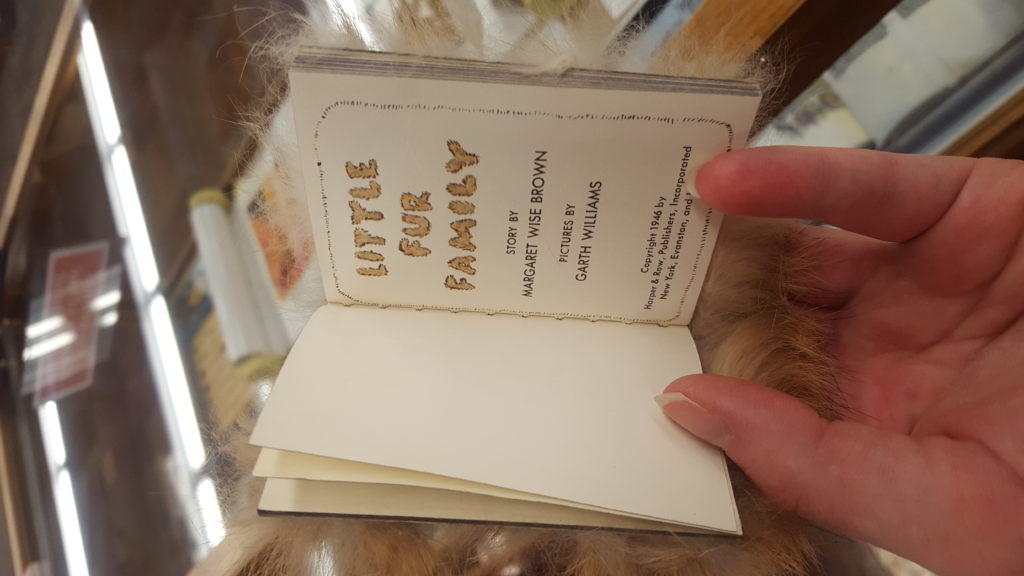 LITTLE
FUR
FAMILY
STORY BY
MARGARET WISE BROWN
PICTURES BY
GARTH WILLIAMS
Copyright 1946 by
Harper & Row, Publishers, Incorporated
New York, Evanston, and